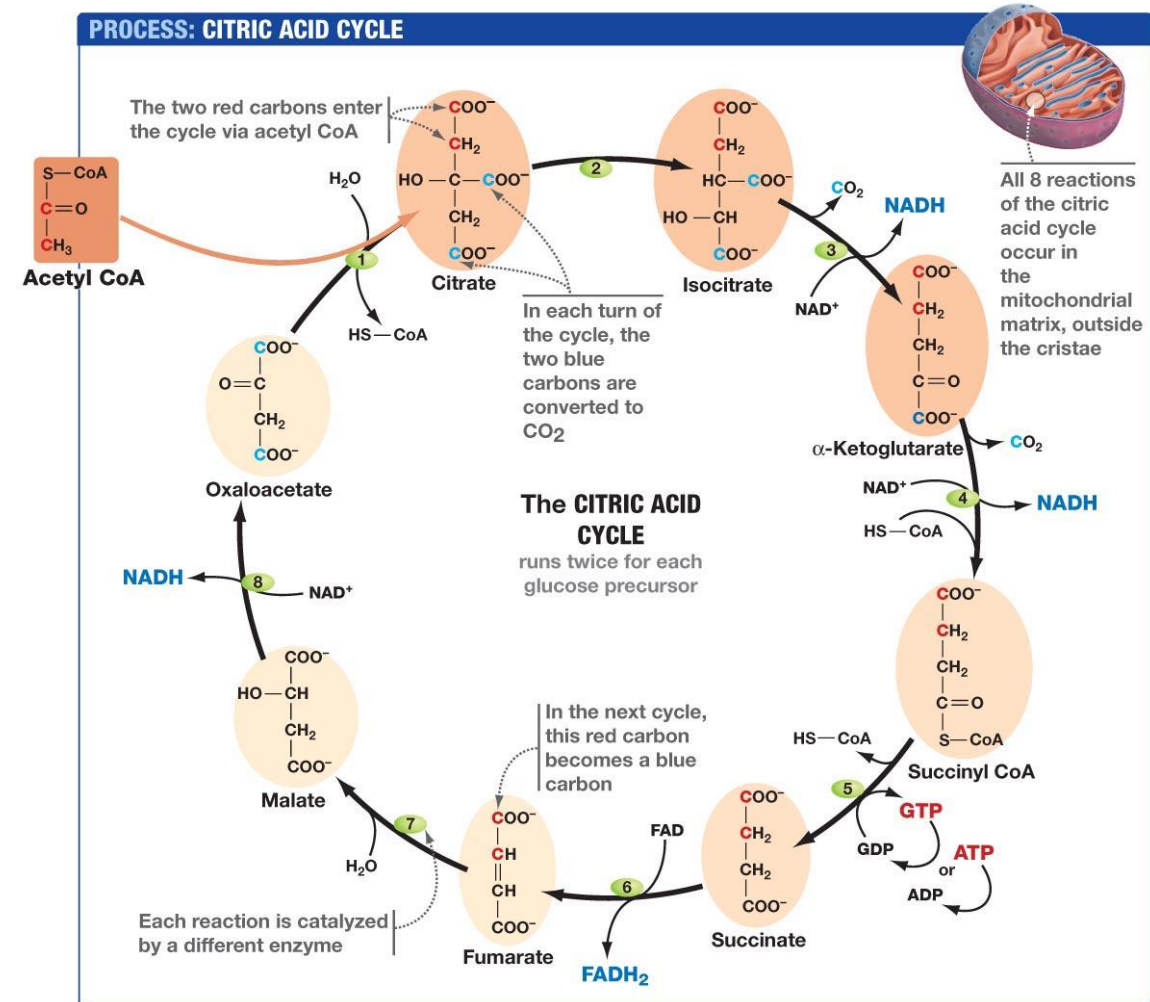 PROCESS: CITRIC ACID CYCLE
The two red carbons enter
the cycle via acetyl CoA
S—CoA
C=O
CH₃
Acetyl CoA
H₂O
1
HS—CoA
COO⁻
CH₂
HO—C—COO⁻
CH₂
COO⁻
Citrate
In each turn of
the cycle, the
two blue
carbons are
converted to
CO₂
2
COO⁻
CH₂
HC—COO⁻
HO—CH
COO⁻
Isocitrate
CO₂
NADH
3
NAD⁺
All 8 reactions
of the citric
acid cycle
occur in
the
mitochondrial
matrix, outside
the cristae
COO⁻
CH₂
CH₂
C=O
COO⁻
α-Ketoglutarate
CO₂
NAD⁺
4
NADH
HS—CoA
COO⁻
CH₂
CH₂
C=O
S—CoA
Succinyl CoA
HS—CoA
5
GTP
GDP
or
ATP
ADP
COO⁻
CH₂
CH₂
COO⁻
Succinate
FAD
6
FADH₂
In the next cycle,
this red carbon
becomes a blue
carbon
COO⁻
CH
CH
COO⁻
Fumarate
7
H₂O
Each reaction is catalyzed
by a different enzyme
COO⁻
HO—CH
CH₂
COO⁻
Malate
NADH
8
NAD⁺
COO⁻
O=C
CH₂
COO⁻
Oxaloacetate
The CITRIC ACID
CYCLE
runs twice for each
glucose precursor